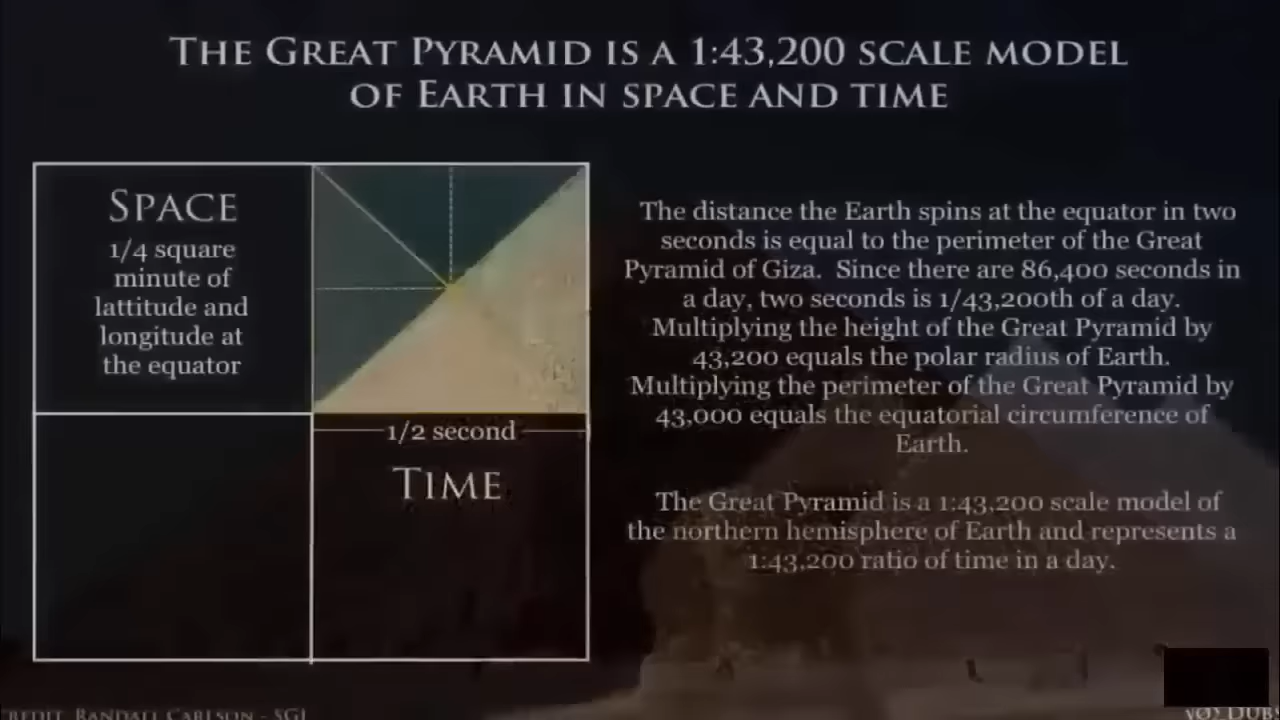 THE GREAT PYRAMID IS A 1:43,200 SCALE MODEL
OF EARTH IN SPACE AND TIME
SPACE
1/4 square
minute of
lattitude and
longitude at
the equator
1/2 second
TIME
The distance the Earth spins at the equator in two
seconds is equal to the perimeter of the Great
Pyramid of Giza. Since there are 86,400 seconds in
a day, two seconds is 1/43,200th of a day.
Multiplying the height of the Great Pyramid by
43,200 equals the polar radius of Earth.
Multiplying the perimeter of the Great Pyramid by
43,000 equals the equatorial circumference of
Earth.
The Great Pyramid is a 1:43,200 scale model of
the northern hemisphere of Earth and represents a
1:43,200 ratio of time in a day.
RANDALL CARLSON - SGI